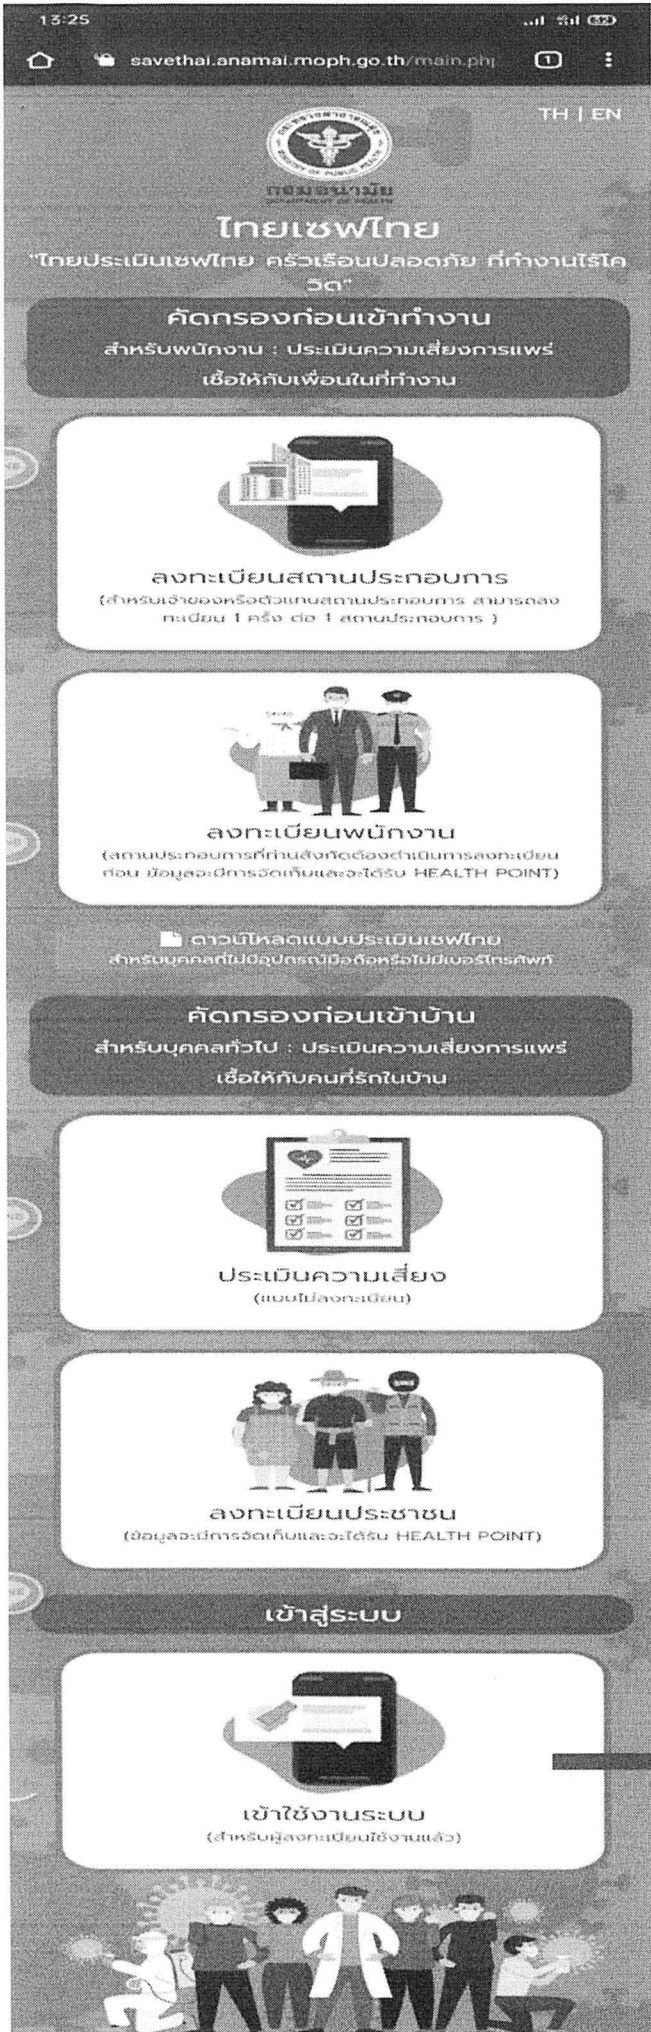 13:25
savethai.anamai.moph.go.th/main.php
1
TH | EN
MINISTRY OF PUBLIC HEALTH
กรมอนามัย
DEPARTMENT OF HEALTH
ไทยเซฟไทย
"ไทยประเมินเซฟไทย ครัวเรือนปลอดภัย ที่ทำงานไร้โค
วิด"
คัดกรองก่อนเข้าทำงาน
สำหรับพนักงาน : ประเมินความเสี่ยงการแพร่
เชื้อให้กับเพื่อนในที่ทำงาน
ลงทะเบียนสถานประกอบการ
(สำหรับเจ้าของหรือตัวแทนสถานประกอบการ สามารถลง
ทะเบียน 1 ครั้ง ต่อ 1 สถานประกอบการ )
ลงทะเบียนพนักงาน
(สถานประกอบการที่ท่านสังกัดต้องดำเนินการลงทะเบียน
ก่อน ข้อมูลจะมีการจัดเก็บและจะได้รับ HEALTH POINT)
ดาวน์โหลดแบบประเมินเซฟไทย
สำหรับบุคคลที่ไม่มีอุปกรณ์มือถือหรือไม่มีเบอร์โทรศัพท์
คัดกรองก่อนเข้าบ้าน
สำหรับบุคคลทั่วไป : ประเมินความเสี่ยงการแพร่
เชื้อให้กับคนที่รักในบ้าน
ประเมินความเสี่ยง
(แบบไม่ลงทะเบียน)
ลงทะเบียนประชาชน
(ข้อมูลจะมีการจัดเก็บและจะได้รับ HEALTH POINT)
เข้าสู่ระบบ
เข้าใช้งานระบบ
(สำหรับผู้ลงทะเบียนใช้งานแล้ว)